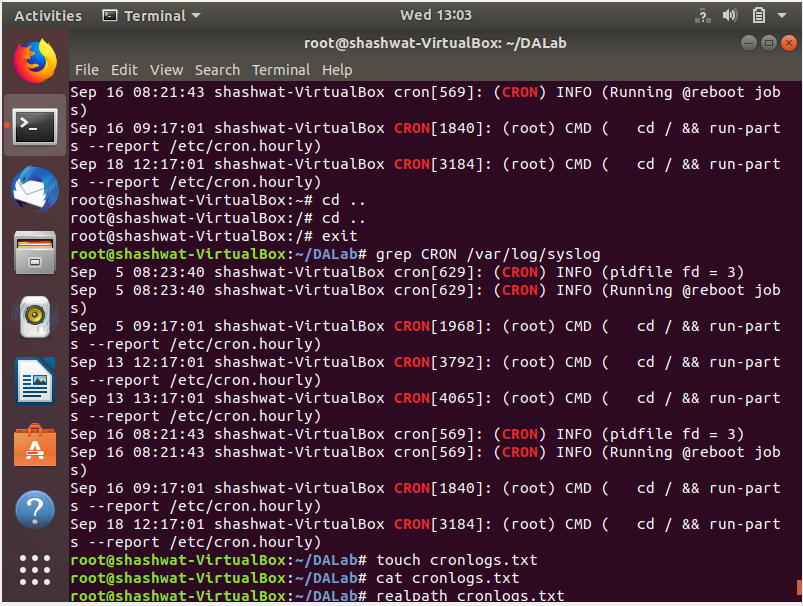 Activities Terminal Wed 13:03
root@shashwat-VirtualBox: ~/DALab
File Edit View Search Terminal Help
Sep 16 08:21:43 shashwat-VirtualBox cron[569]: (CRON) INFO (Running @reboot job
s)
Sep 16 09:17:01 shashwat-VirtualBox CRON[1840]: (root) CMD (   cd / && run-part
s --report /etc/cron.hourly)
Sep 18 12:17:01 shashwat-VirtualBox CRON[3184]: (root) CMD (   cd / && run-part
s --report /etc/cron.hourly)
root@shashwat-VirtualBox:~# cd ..
root@shashwat-VirtualBox:/# cd ..
root@shashwat-VirtualBox:/# exit
root@shashwat-VirtualBox:~/DALab# grep CRON /var/log/syslog
Sep  5 08:23:40 shashwat-VirtualBox cron[629]: (CRON) INFO (pidfile fd = 3)
Sep  5 08:23:40 shashwat-VirtualBox cron[629]: (CRON) INFO (Running @reboot job
s)
Sep  5 09:17:01 shashwat-VirtualBox CRON[1968]: (root) CMD (   cd / && run-part
s --report /etc/cron.hourly)
Sep 13 12:17:01 shashwat-VirtualBox CRON[3792]: (root) CMD (   cd / && run-part
s --report /etc/cron.hourly)
Sep 13 13:17:01 shashwat-VirtualBox CRON[4065]: (root) CMD (   cd / && run-part
s --report /etc/cron.hourly)
Sep 16 08:21:43 shashwat-VirtualBox cron[569]: (CRON) INFO (pidfile fd = 3)
Sep 16 08:21:43 shashwat-VirtualBox cron[569]: (CRON) INFO (Running @reboot job
s)
Sep 16 09:17:01 shashwat-VirtualBox CRON[1840]: (root) CMD (   cd / && run-part
s --report /etc/cron.hourly)
Sep 18 12:17:01 shashwat-VirtualBox CRON[3184]: (root) CMD (   cd / && run-part
s --report /etc/cron.hourly)
root@shashwat-VirtualBox:~/DALab# touch cronlogs.txt
root@shashwat-VirtualBox:~/DALab# cat cronlogs.txt
root@shashwat-VirtualBox:~/DALab# realpath cronlogs.txt